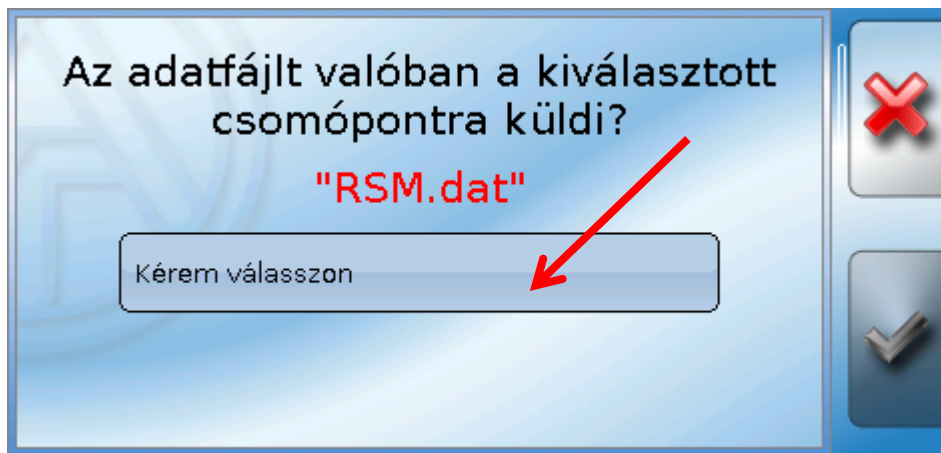 Az adatfájlt valóban a kiválasztott
csomópontra küldi?
"RSM.dat"
Kérem válasszon